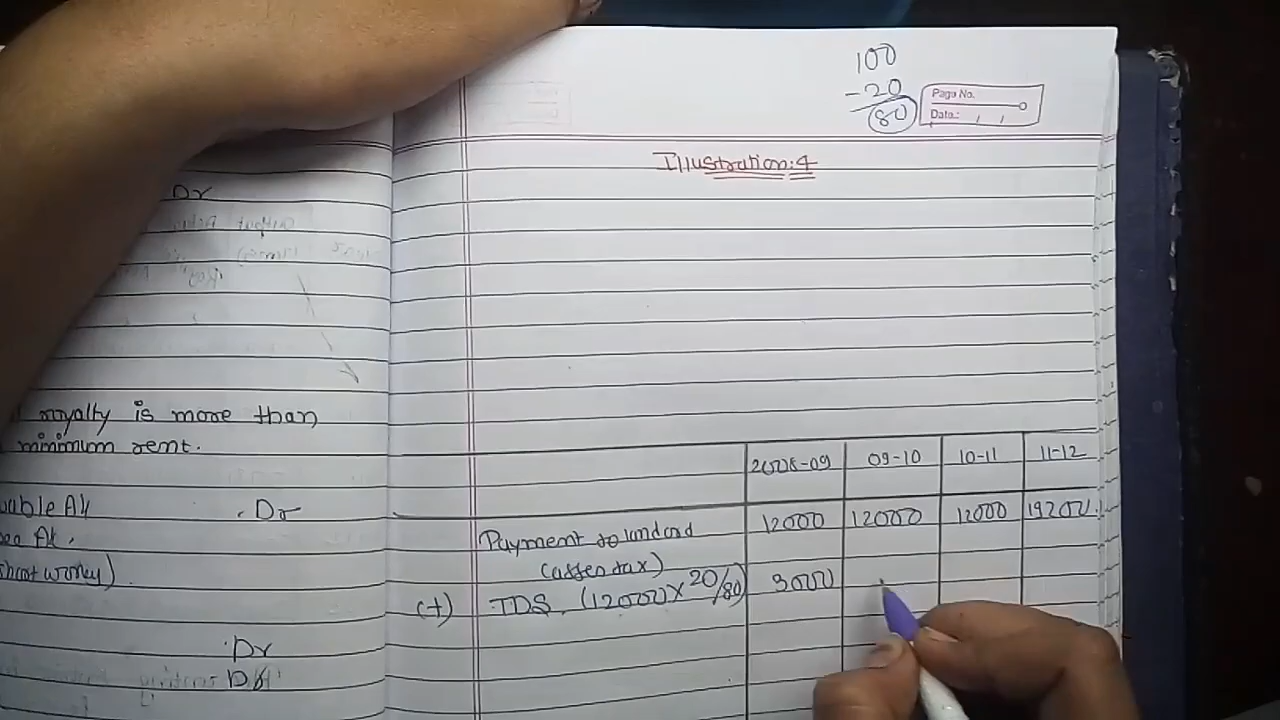 Dr
royalty is more than
minimum rent.
Dr
Dr
100
-20
80
Page No.
Date: / /
Illustration:4
2008-09 09-10 10-11 11-12
Payment to landlord 12000 12000 12000 19200
(after tax)
(+) TDS (12000 x 20/80) 3000